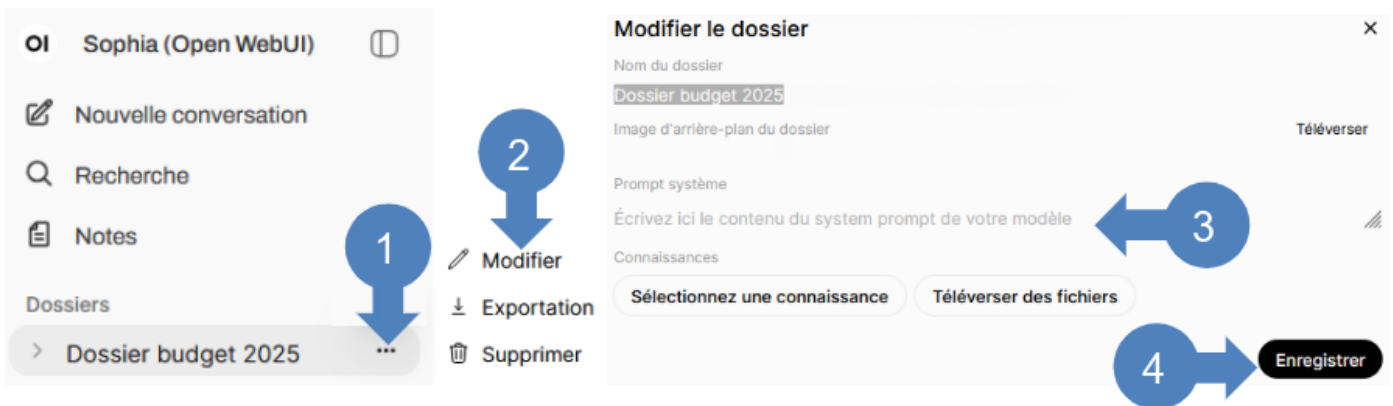 OI Sophia (Open WebUI)
Nouvelle conversation
Recherche
Notes
Dossiers
Dossier budget 2025
1
2
Modifier
Exportation
Supprimer
Modifier le dossier
Nom du dossier
Dossier budget 2025
Image d'arrière-plan du dossier Téléverser
Prompt système
Écrivez ici le contenu du system prompt de votre modèle
3
Connaissances
Sélectionnez une connaissance Téléverser des fichiers
4
Enregistrer